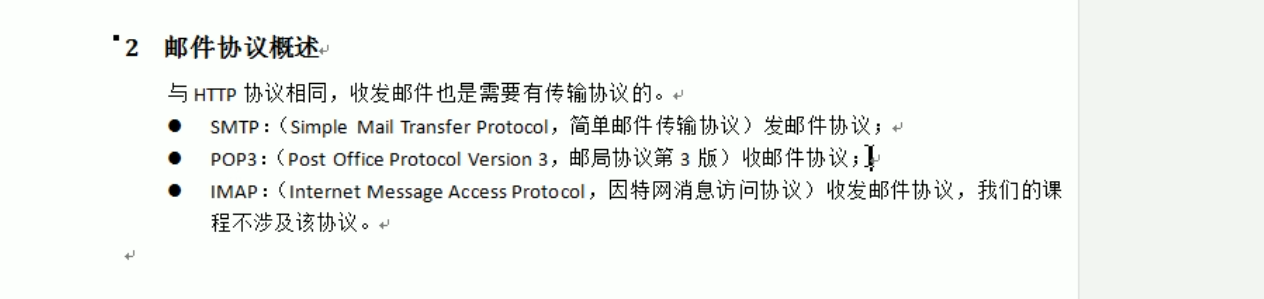 2 邮件协议概述
与 HTTP 协议相同，收发邮件也是需要有传输协议的。
● SMTP：（Simple Mail Transfer Protocol，简单邮件传输协议）发邮件协议；
● POP3：（Post Office Protocol Version 3，邮局协议第 3 版）收邮件协议；
● IMAP：（Internet Message Access Protocol，因特网消息访问协议）收发邮件协议，我们的课
程不涉及该协议。